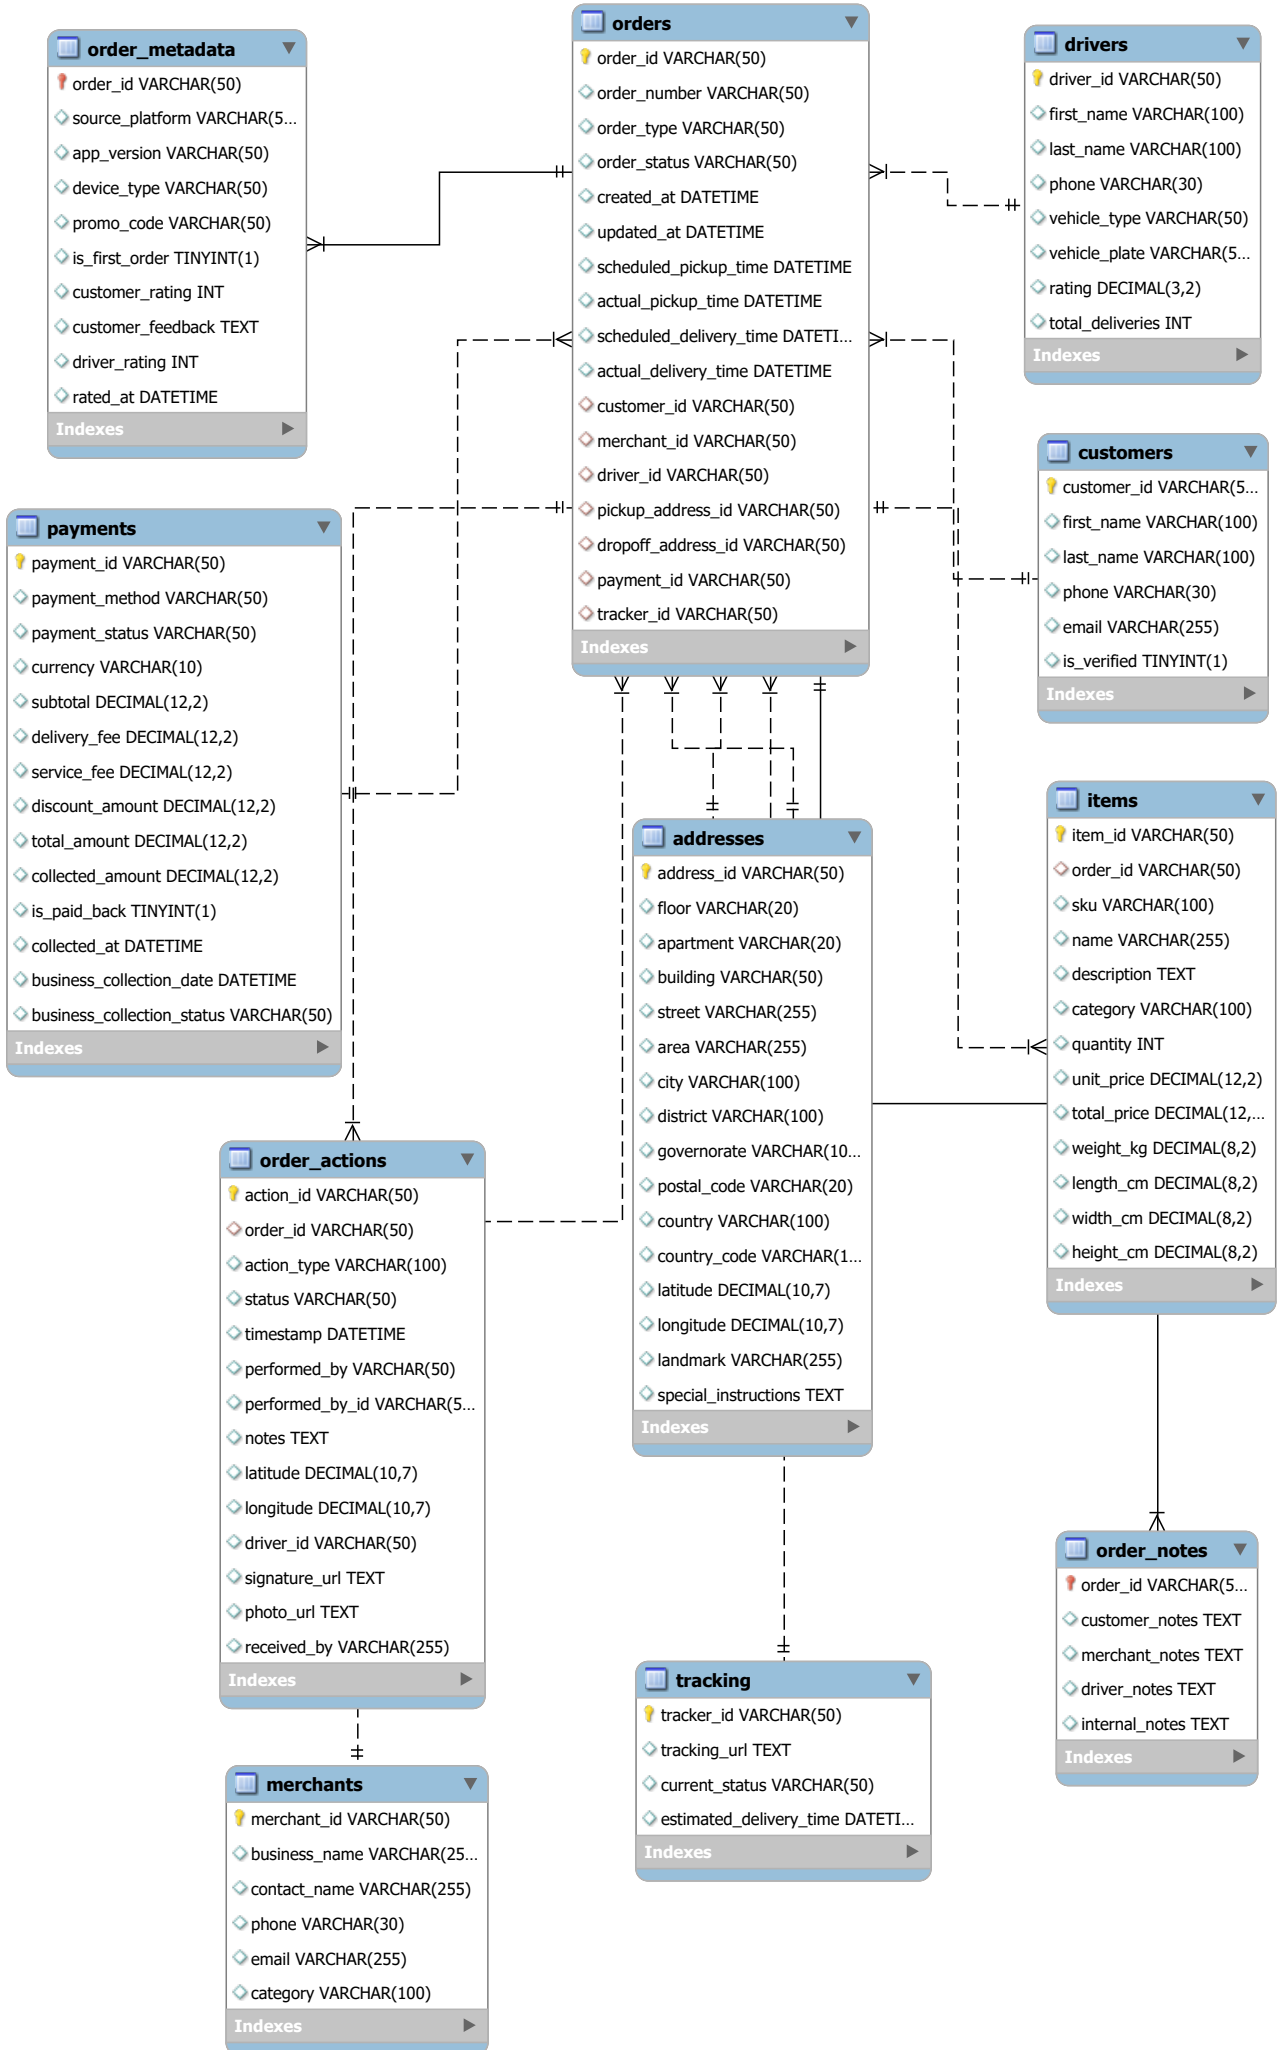 order_metadata
order_id VARCHAR(50)
source_platform VARCHAR(5...
app_version VARCHAR(50)
device_type VARCHAR(50)
promo_code VARCHAR(50)
is_first_order TINYINT(1)
customer_rating INT
customer_feedback TEXT
driver_rating INT
rated_at DATETIME
Indexes
orders
order_id VARCHAR(50)
order_number VARCHAR(50)
order_type VARCHAR(50)
order_status VARCHAR(50)
created_at DATETIME
updated_at DATETIME
scheduled_pickup_time DATETIME
actual_pickup_time DATETIME
scheduled_delivery_time DATETI...
actual_delivery_time DATETIME
customer_id VARCHAR(50)
merchant_id VARCHAR(50)
driver_id VARCHAR(50)
pickup_address_id VARCHAR(50)
dropoff_address_id VARCHAR(50)
payment_id VARCHAR(50)
tracker_id VARCHAR(50)
Indexes
drivers
driver_id VARCHAR(50)
first_name VARCHAR(100)
last_name VARCHAR(100)
phone VARCHAR(30)
vehicle_type VARCHAR(50)
vehicle_plate VARCHAR(5...
rating DECIMAL(3,2)
total_deliveries INT
Indexes
customers
customer_id VARCHAR(5...
first_name VARCHAR(100)
last_name VARCHAR(100)
phone VARCHAR(30)
email VARCHAR(255)
is_verified TINYINT(1)
Indexes
payments
payment_id VARCHAR(50)
payment_method VARCHAR(50)
payment_status VARCHAR(50)
currency VARCHAR(10)
subtotal DECIMAL(12,2)
delivery_fee DECIMAL(12,2)
service_fee DECIMAL(12,2)
discount_amount DECIMAL(12,2)
total_amount DECIMAL(12,2)
collected_amount DECIMAL(12,2)
is_paid_back TINYINT(1)
collected_at DATETIME
business_collection_date DATETIME
business_collection_status VARCHAR(50)
Indexes
addresses
address_id VARCHAR(50)
floor VARCHAR(20)
apartment VARCHAR(20)
building VARCHAR(50)
street VARCHAR(255)
area VARCHAR(255)
city VARCHAR(100)
district VARCHAR(100)
governorate VARCHAR(10...
postal_code VARCHAR(20)
country VARCHAR(100)
country_code VARCHAR(1...
latitude DECIMAL(10,7)
longitude DECIMAL(10,7)
landmark VARCHAR(255)
special_instructions TEXT
Indexes
items
item_id VARCHAR(50)
order_id VARCHAR(50)
sku VARCHAR(100)
name VARCHAR(255)
description TEXT
category VARCHAR(100)
quantity INT
unit_price DECIMAL(12,2)
total_price DECIMAL(12,...
weight_kg DECIMAL(8,2)
length_cm DECIMAL(8,2)
width_cm DECIMAL(8,2)
height_cm DECIMAL(8,2)
Indexes
order_actions
action_id VARCHAR(50)
order_id VARCHAR(50)
action_type VARCHAR(100)
status VARCHAR(50)
timestamp DATETIME
performed_by VARCHAR(50)
performed_by_id VARCHAR(5...
notes TEXT
latitude DECIMAL(10,7)
longitude DECIMAL(10,7)
driver_id VARCHAR(50)
signature_url TEXT
photo_url TEXT
received_by VARCHAR(255)
Indexes
order_notes
order_id VARCHAR(5...
customer_notes TEXT
merchant_notes TEXT
driver_notes TEXT
internal_notes TEXT
Indexes
tracking
tracker_id VARCHAR(50)
tracking_url TEXT
current_status VARCHAR(50)
estimated_delivery_time DATETI...
Indexes
merchants
merchant_id VARCHAR(50)
business_name VARCHAR(25...
contact_name VARCHAR(255)
phone VARCHAR(30)
email VARCHAR(255)
category VARCHAR(100)
Indexes